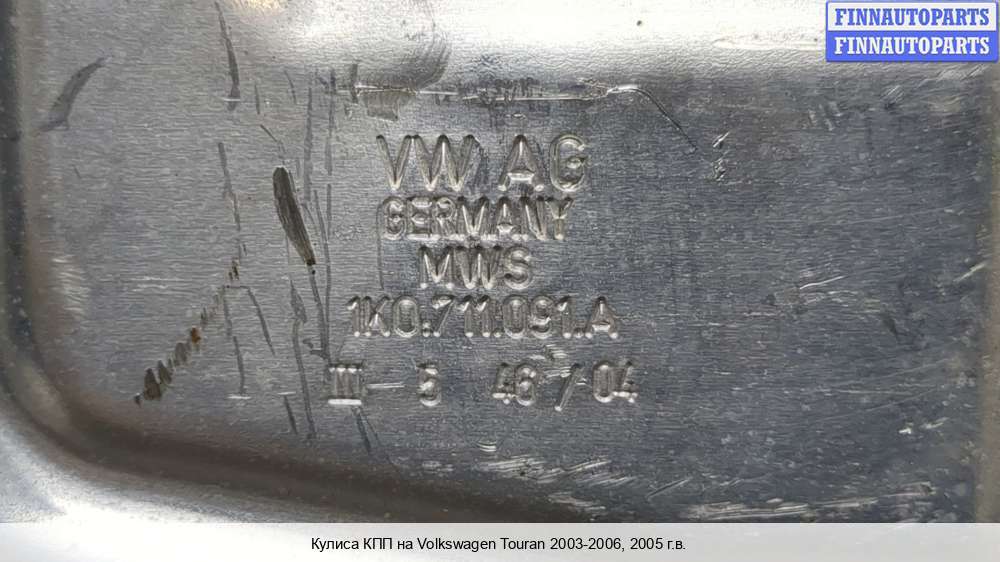 FINNAUTOPARTS
FINNAUTOPARTS
VW AG
GERMANY
MWS
1K0.711.091.A
III - 3 46 / 04
Кулиса КПП на Volkswagen Touran 2003-2006, 2005 г.в.